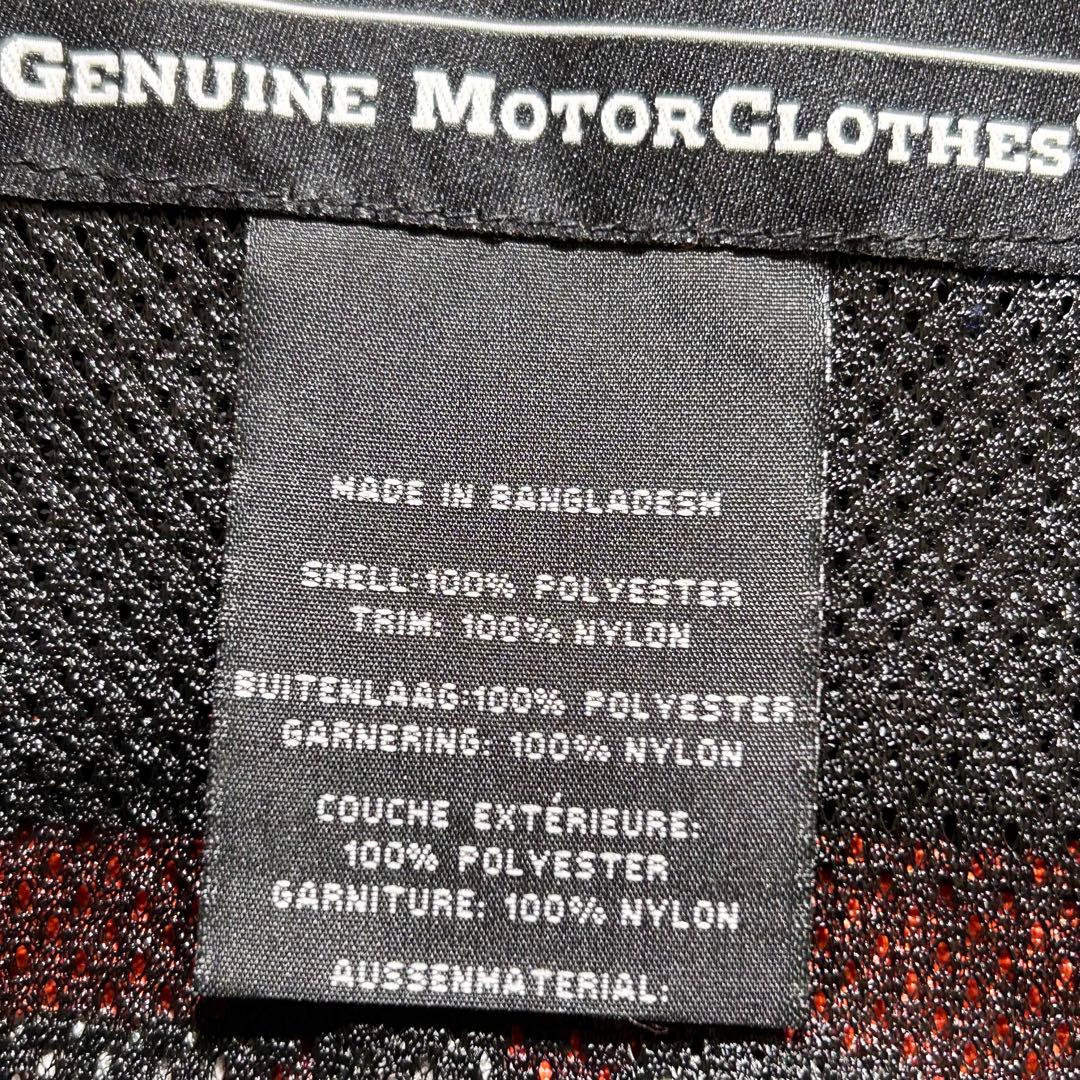 GENUINE MOTORCLOTHES
MADE IN BANGLADESH
SHELL:100% POLYESTER
TRIM: 100% NYLON
BUITENLAAG:100% POLYESTER
GARNERING: 100% NYLON
COUCHE EXTÉRIEURE:
100% POLYESTER
GARNITURE: 100% NYLON
AUSSENMATERIAL: